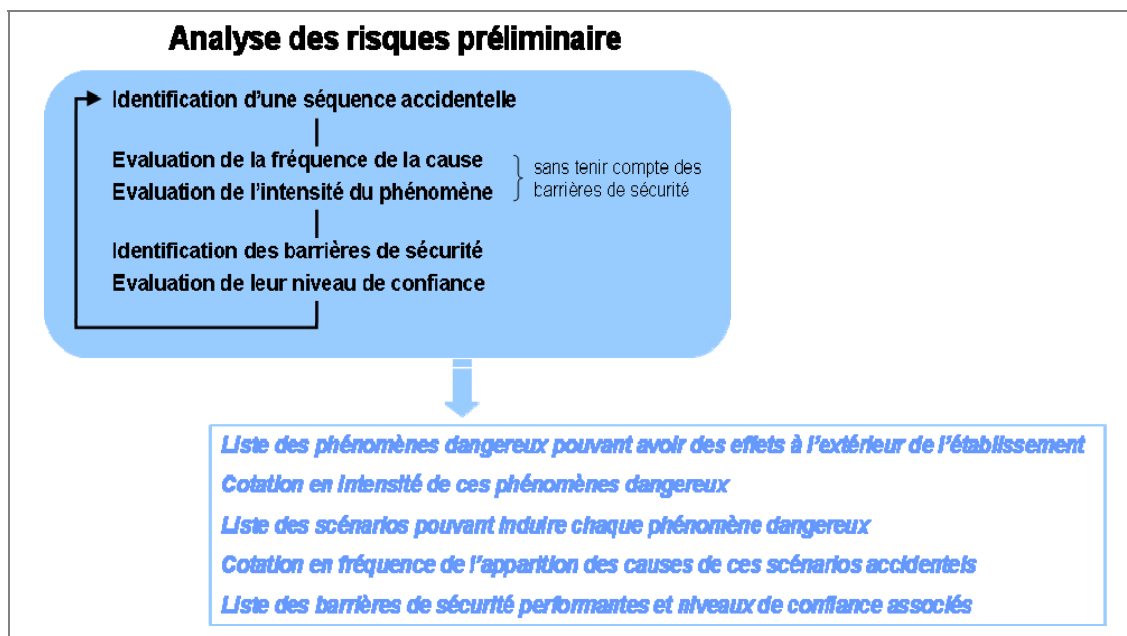 Analyse des risques préliminaire
Identification d'une séquence accidentelle
Evaluation de la fréquence de la cause
Evaluation de l'intensité du phénomène
sans tenir compte des
barrières de sécurité
Identification des barrières de sécurité
Evaluation de leur niveau de confiance
Liste des phénomènes dangereux pouvant avoir des effets à l'extérieur de l'établissement
Cotation en intensité de ces phénomènes dangereux
Liste des scénarios pouvant induire chaque phénomène dangereux
Cotation en fréquence de l'apparition des causes de ces scénarios accidentels
Liste des barrières de sécurité performantes et niveaux de confiance associés